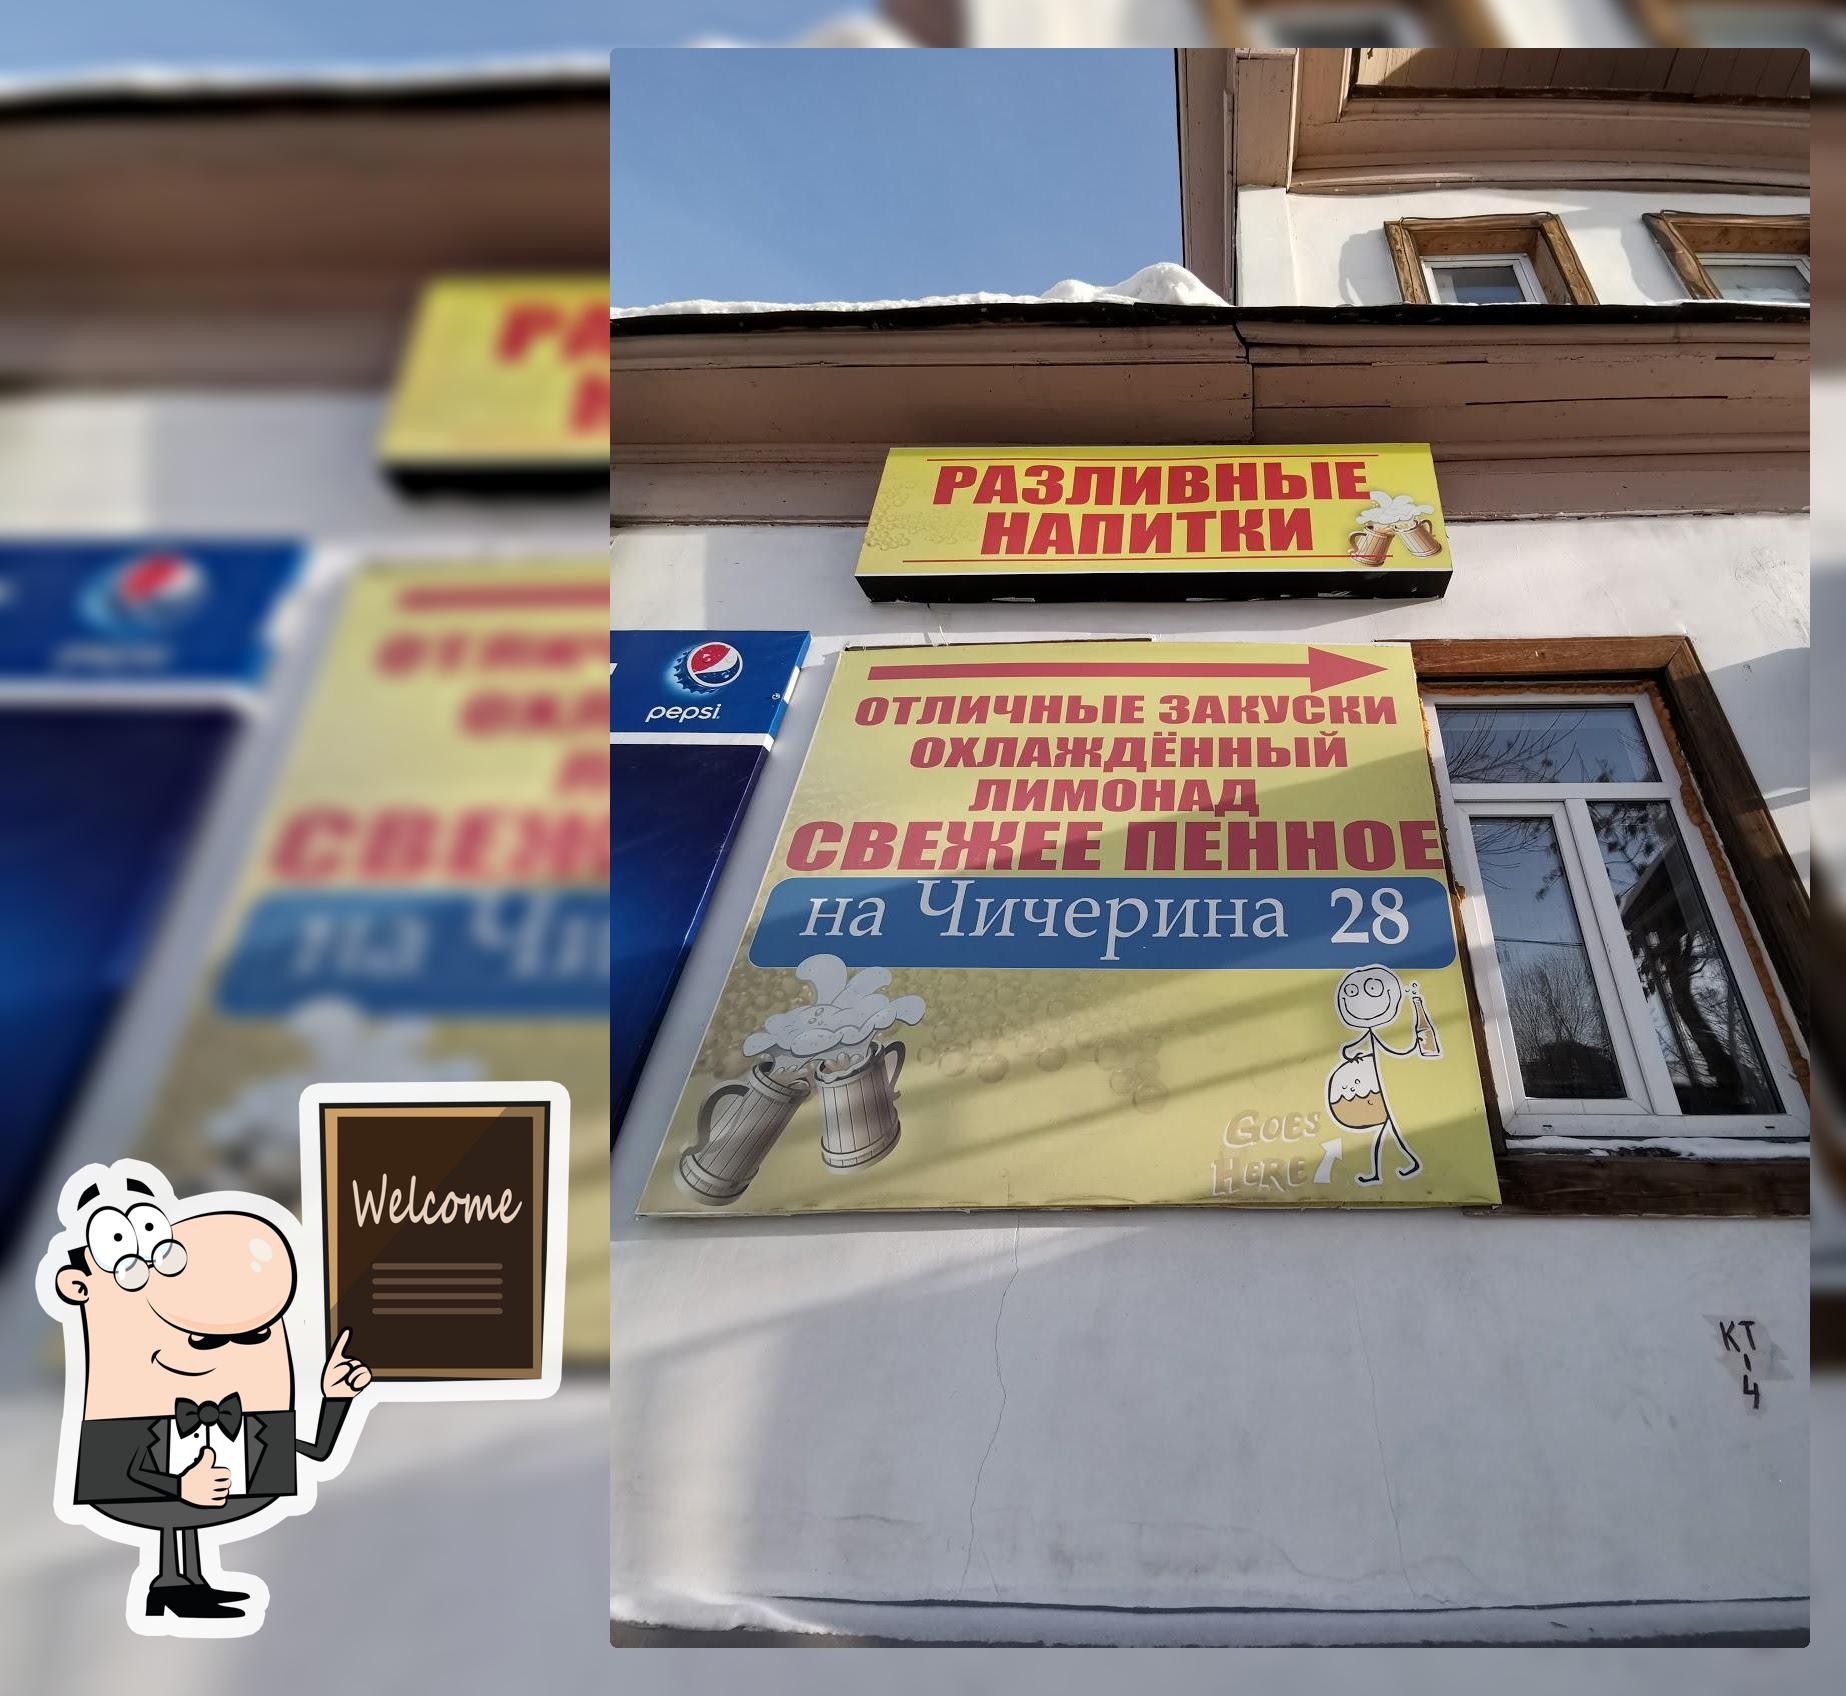 РАЗЛИВНЫЕ
НАПИТКИ
pepsi
ОТЛИЧНЫЕ ЗАКУСКИ
ОХЛАЖДЁННЫЙ
ЛИМОНАД
СВЕЖЕЕ ПЕННОЕ
на Чичерина 28
GOES
HERE
Welcome
КТ
-
4